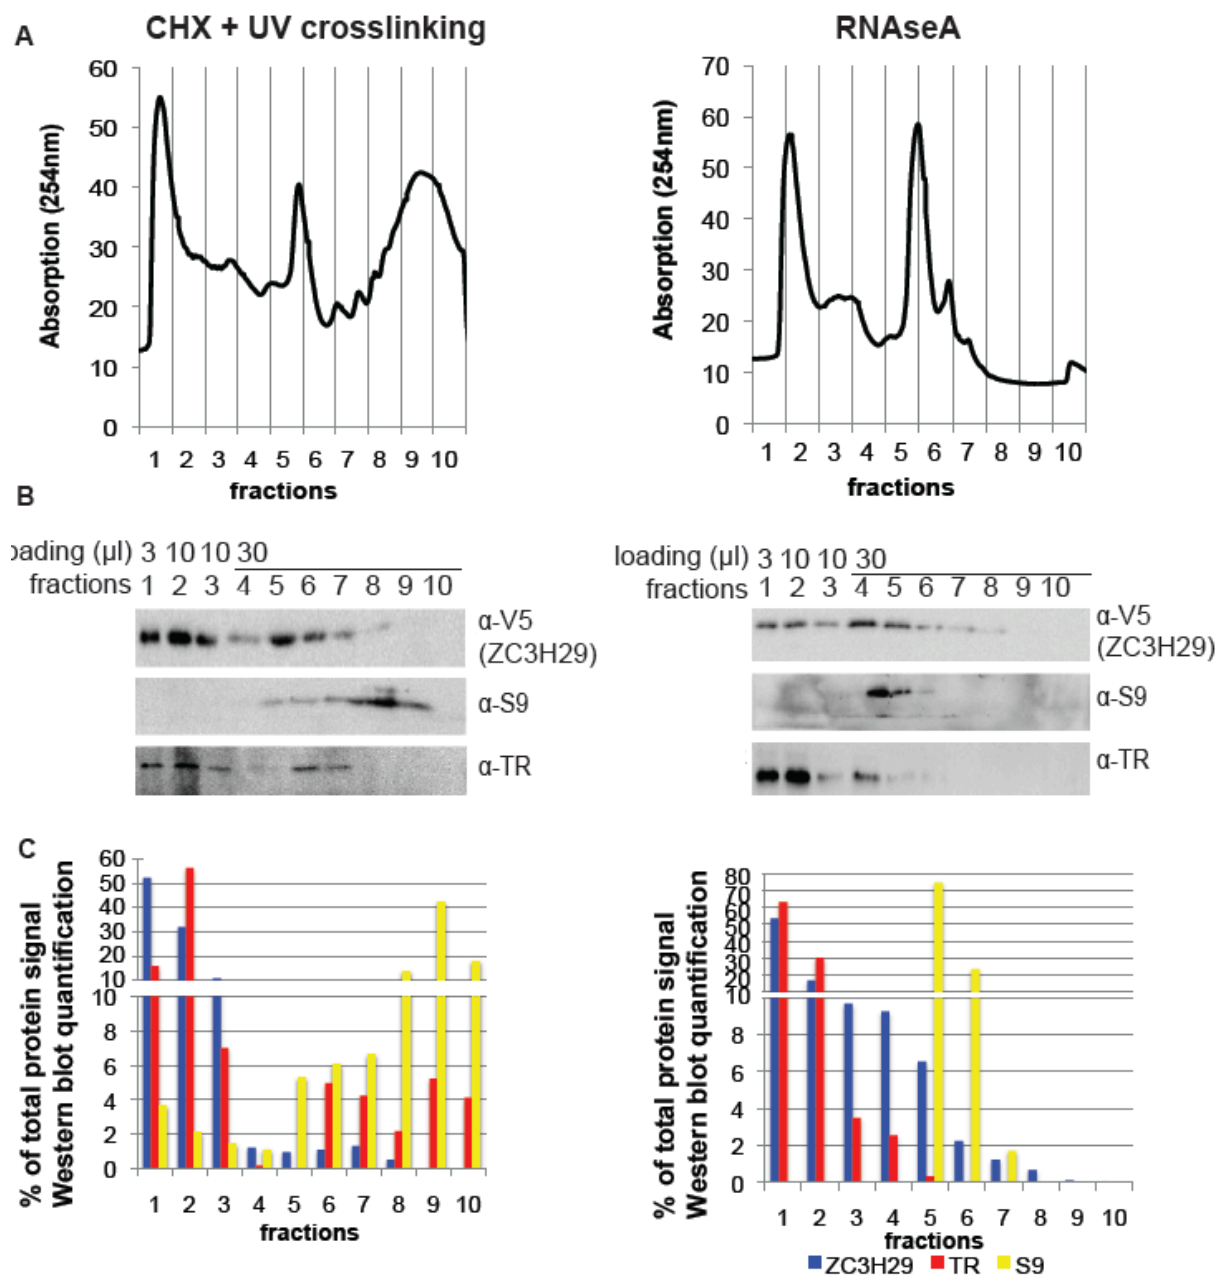 A
CHX + UV crosslinking
RNAseA
Absorption (254nm)
60
50
40
30
20
10
0
1 2 3 4 5 6 7 8 9 10
fractions
Absorption (254nm)
70
60
50
40
30
20
10
0
1 2 3 4 5 6 7 8 9 10
fractions
B
oading (µl) 3 10 10 30
fractions 1 2 3 4 5 6 7 8 9 10
α-V5
(ZC3H29)
α-S9
α-TR
loading (µl) 3 10 10 30
fractions 1 2 3 4 5 6 7 8 9 10
α-V5
(ZC3H29)
α-S9
α-TR
C
% of total protein signal
Western blot quantification
60
50
40
30
20
10
10
8
6
4
2
0
1 2 3 4 5 6 7 8 9 10
fractions
% of total protein signal
Western blot quantification
80
70
60
50
40
30
20
10
10
8
6
4
2
0
1 2 3 4 5 6 7 8 9 10
fractions
ZC3H29 TR S9